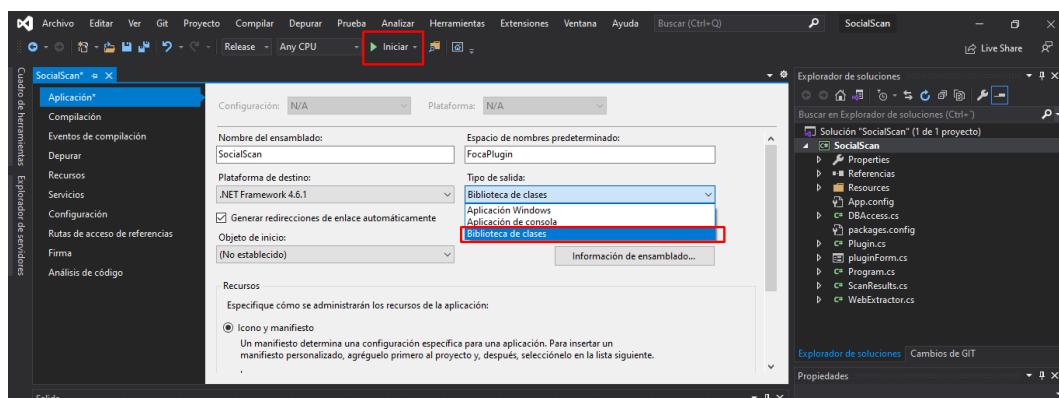 Archivo Editar Ver Git Proyecto Compilar Depurar Prueba Analizar Herramientas Extensiones Ventana Ayuda Buscar (Ctrl+Q) SocialScan
Release Any CPU Iniciar Live Share
Cuadro de herramientas
Explorador de servidores
SocialScan*
Aplicación*
Compilación
Eventos de compilación
Depurar
Recursos
Servicios
Configuración
Rutas de acceso de referencias
Firma
Análisis de código
Configuración: N/A Plataforma: N/A
Nombre del ensamblado: Espacio de nombres predeterminado:
SocialScan FocaPlugin
Plataforma de destino: Tipo de salida:
.NET Framework 4.6.1 Biblioteca de clases
Aplicación Windows
Aplicación de consola
Biblioteca de clases
Generar redirecciones de enlace automáticamente
Objeto de inicio:
(No establecido) Información de ensamblado...
Recursos
Especifique cómo se administrarán los recursos de la aplicación:
Icono y manifiesto
Un manifiesto determina una configuración específica para una aplicación. Para insertar un
manifiesto personalizado, agréguelo primero al proyecto y, después, selecciónelo en la lista siguiente.
Explorador de soluciones
Buscar en Explorador de soluciones (Ctrl+´)
Solución "SocialScan" (1 de 1 proyecto)
C# SocialScan
Properties
Referencias
Resources
App.config
C# DBAccess.cs
packages.config
C# Plugin.cs
pluginForm.cs
C# Program.cs
C# ScanResults.cs
C# WebExtractor.cs
Explorador de soluciones Cambios de GIT
Propiedades
Salida